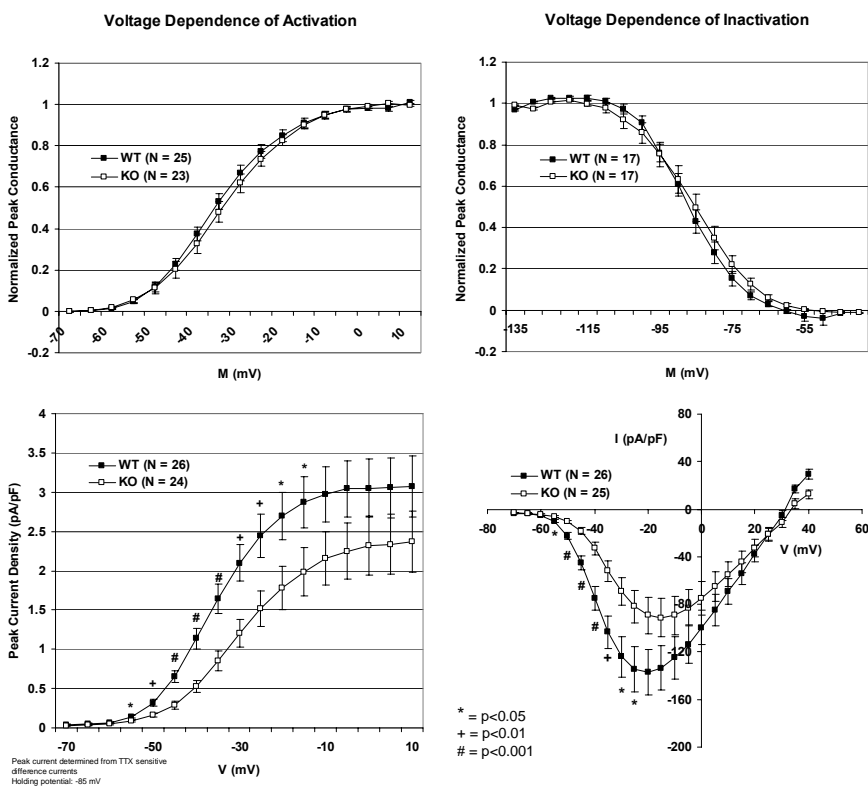 Voltage Dependence of Activation
Normalized Peak Conductance
1.2
1
0.8
0.6
0.4
0.2
0
-0.2
WT (N = 25)
KO (N = 23)
-70
-60
-50
-40
-30
-20
-10
0
10
M (mV)
Voltage Dependence of Inactivation
Normalized Peak Conductance
1.2
1
0.8
0.6
0.4
0.2
0
-0.2
WT (N = 17)
KO (N = 17)
-135
-115
-95
-75
-55
M (mV)
Peak Current Density (pA/pF)
4
3.5
3
2.5
2
1.5
1
0.5
0
WT (N = 26)
KO (N = 24)
* + # # # + + * *
-70
-50
-30
-10
10
V (mV)
Peak current determined from TTX sensitive
difference currents
Holding potential: -85 mV
I (pA/pF)
80
40
0
-40
-80
-120
-160
-200
WT (N = 26)
KO (N = 25)
-80
-60
-40
-20
0
20
40
60
V (mV)
* # # # + * *
* = p<0.05
+ = p<0.01
# = p<0.001